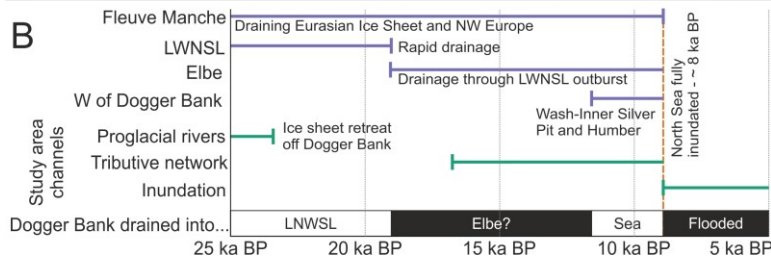 B
Fleuve Manche
Draining Eurasian Ice Sheet and NW Europe
LWNSL
Rapid drainage
Elbe
Drainage through LWNSL outburst
W of Dogger Bank
Wash-Inner Silver
Pit and Humber
North Sea fully
inundated - ~ 8 ka BP
Study area
channels
Proglacial rivers
Ice sheet retreat
off Dogger Bank
Tributive network
Inundation
Dogger Bank drained into...
LNWSL
Elbe?
Sea
Flooded
25 ka BP
20 ka BP
15 ka BP
10 ka BP
5 ka BP